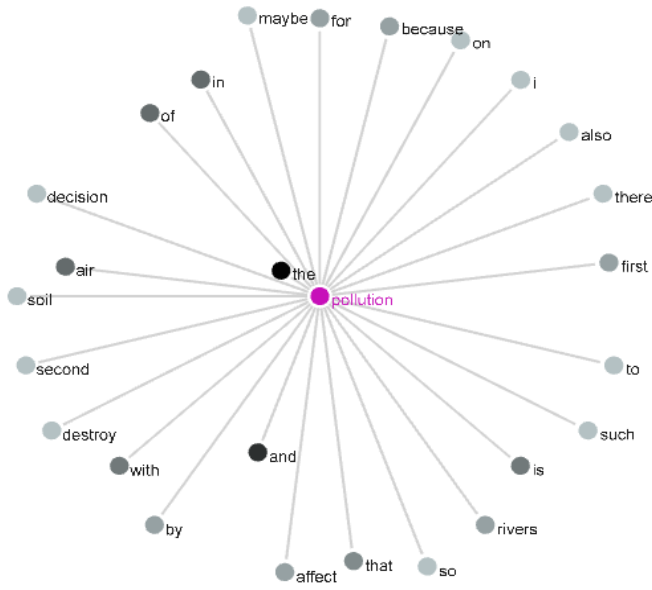 maybe
for
because
on
in
i
of
also
decision
there
air
the
first
soil
pollution
second
to
destroy
such
and
with
is
by
rivers
affect
that
so